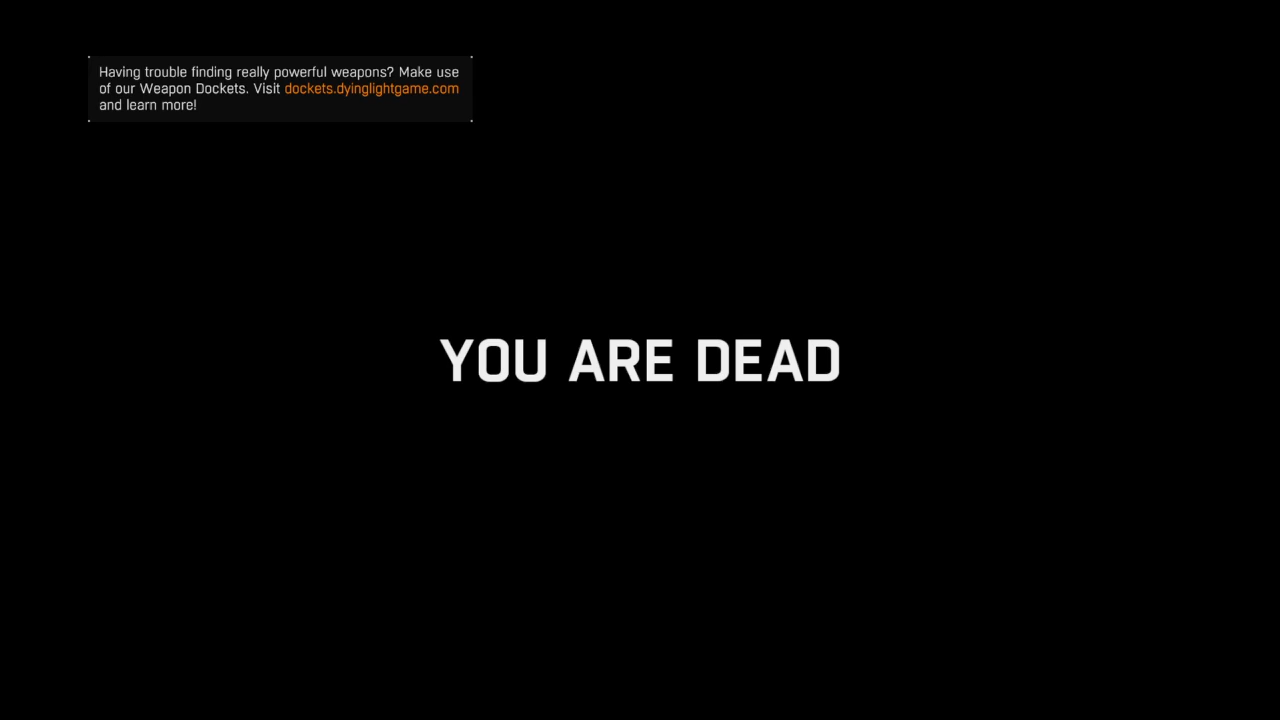 Having trouble finding really powerful weapons? Make use
of our Weapon Dockets. Visit dockets.dyinglightgame.com
and learn more!
YOU ARE DEAD